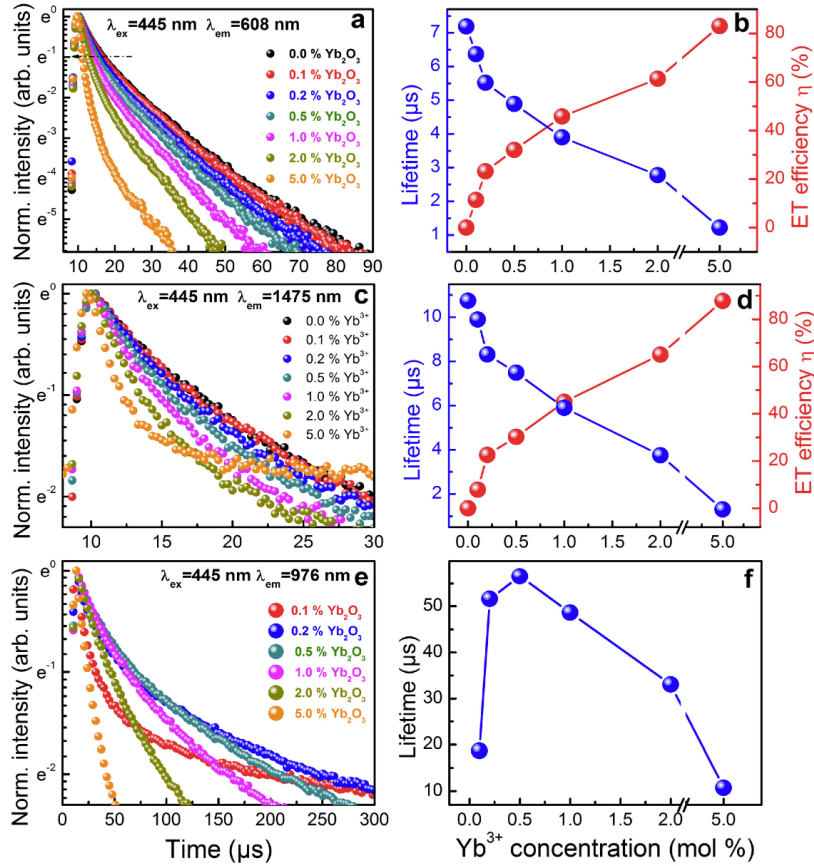 a
λex=445 nm λem=608 nm
0.0 % Yb2O3
0.1 % Yb2O3
0.2 % Yb2O3
0.5 % Yb2O3
1.0 % Yb2O3
2.0 % Yb2O3
5.0 % Yb2O3
Norm. intensity (arb. units)
e^0
e^-1
e^-2
e^-3
e^-4
e^-5
10 20 30 40 50 60 70 80 90
b
Lifetime (μs)
7
6
5
4
3
2
1
ET efficiency η (%)
80
60
40
20
0
0.0 0.5 1.0 1.5 2.0 5.0
c
λex=445 nm λem=1475 nm
0.0 % Yb3+
0.1 % Yb3+
0.2 % Yb3+
0.5 % Yb3+
1.0 % Yb3+
2.0 % Yb3+
5.0 % Yb3+
Norm. intensity (arb. units)
e^0
e^-1
e^-2
10 15 20 25 30
d
Lifetime (μs)
10
8
6
4
2
ET efficiency η (%)
80
60
40
20
0
0.0 0.5 1.0 1.5 2.0 5.0
λex=445 nm λem=976 nm e
0.1 % Yb2O3
0.2 % Yb2O3
0.5 % Yb2O3
1.0 % Yb2O3
2.0 % Yb2O3
5.0 % Yb2O3
Norm. intensity (arb. units)
e^0
e^-1
e^-2
0 50 100 150 200 250 300
Time (μs)
f
Lifetime (μs)
50
40
30
20
10
0.0 0.5 1.0 1.5 2.0 5.0
Yb3+ concentration (mol %)